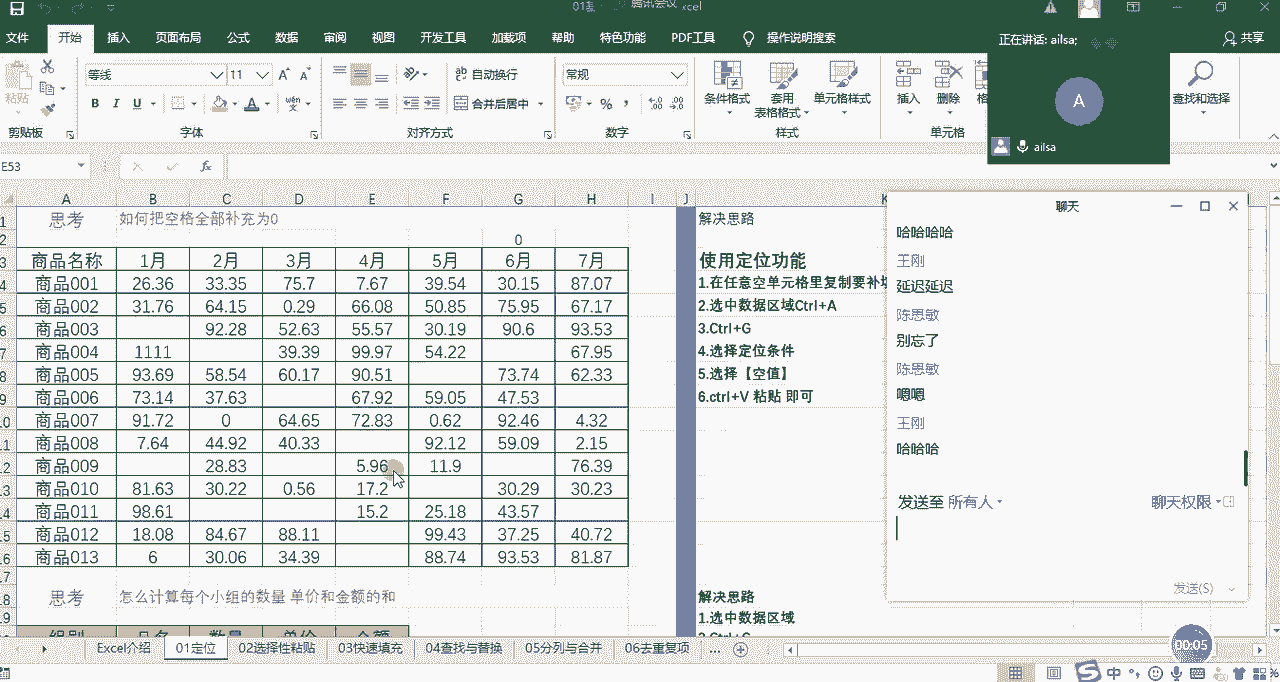 腾讯会议
文件 开始 插入 页面布局 公式 数据 审阅 视图 开发工具 加载项 帮助 特色功能 PDF工具 操作说明搜索 共享
正在讲话: ailsa;
A
ailsa
粘贴 等线 11 自动换行 常规 条件格式 套用 单元格样式 插入 删除 查找和选择
B I U 合并后居中 表格格式
剪贴板 字体 对齐方式 数字 样式 单元格
E53 fx
A B C D E F G H I J
1 思考 如何把空格全部补充为0 解决思路
2 0
3 商品名称 1月 2月 3月 4月 5月 6月 7月 使用定位功能
商品001 26.36 33.35 75.7 7.67 39.54 30.15 87.07 1.在任意空单元格里复制要补
商品002 31.76 64.15 0.29 66.08 50.85 75.95 67.17 2.选中数据区域Ctrl+A
商品003 92.28 52.63 55.57 30.19 90.6 93.53 3.Ctrl+G
商品004 1111 39.39 99.97 54.22 67.95 4.选择定位条件
商品005 93.69 58.54 60.17 90.51 73.74 62.33 5.选择【空值】
商品006 73.14 37.63 67.92 59.05 47.53 6.ctrl+V 粘贴 即可
商品007 91.72 0 64.65 72.83 0.62 92.46 4.32
商品008 7.64 44.92 40.33 92.12 59.09 2.15
商品009 28.83 5.96 11.9 76.39
商品010 81.63 30.22 0.56 17.2 30.29 30.23
商品011 98.61 15.2 25.18 43.57
商品012 18.08 84.67 88.11 99.43 37.25 40.72
商品013 6 30.06 34.39 88.74 93.53 81.87
思考 怎么计算每个小组的数量 单价和金额的和 解决思路
1.选中数据区域
聊天
哈哈哈哈
王刚
延迟延迟
陈思敏
别忘了
陈思敏
嗯嗯
王刚
哈哈哈
发送至 所有人 聊天权限
发送(S)
Excel介绍 01定位 02选择性粘贴 03快速填充 04查找与替换 05分列与合并 06去重复项 ...
00:05
中